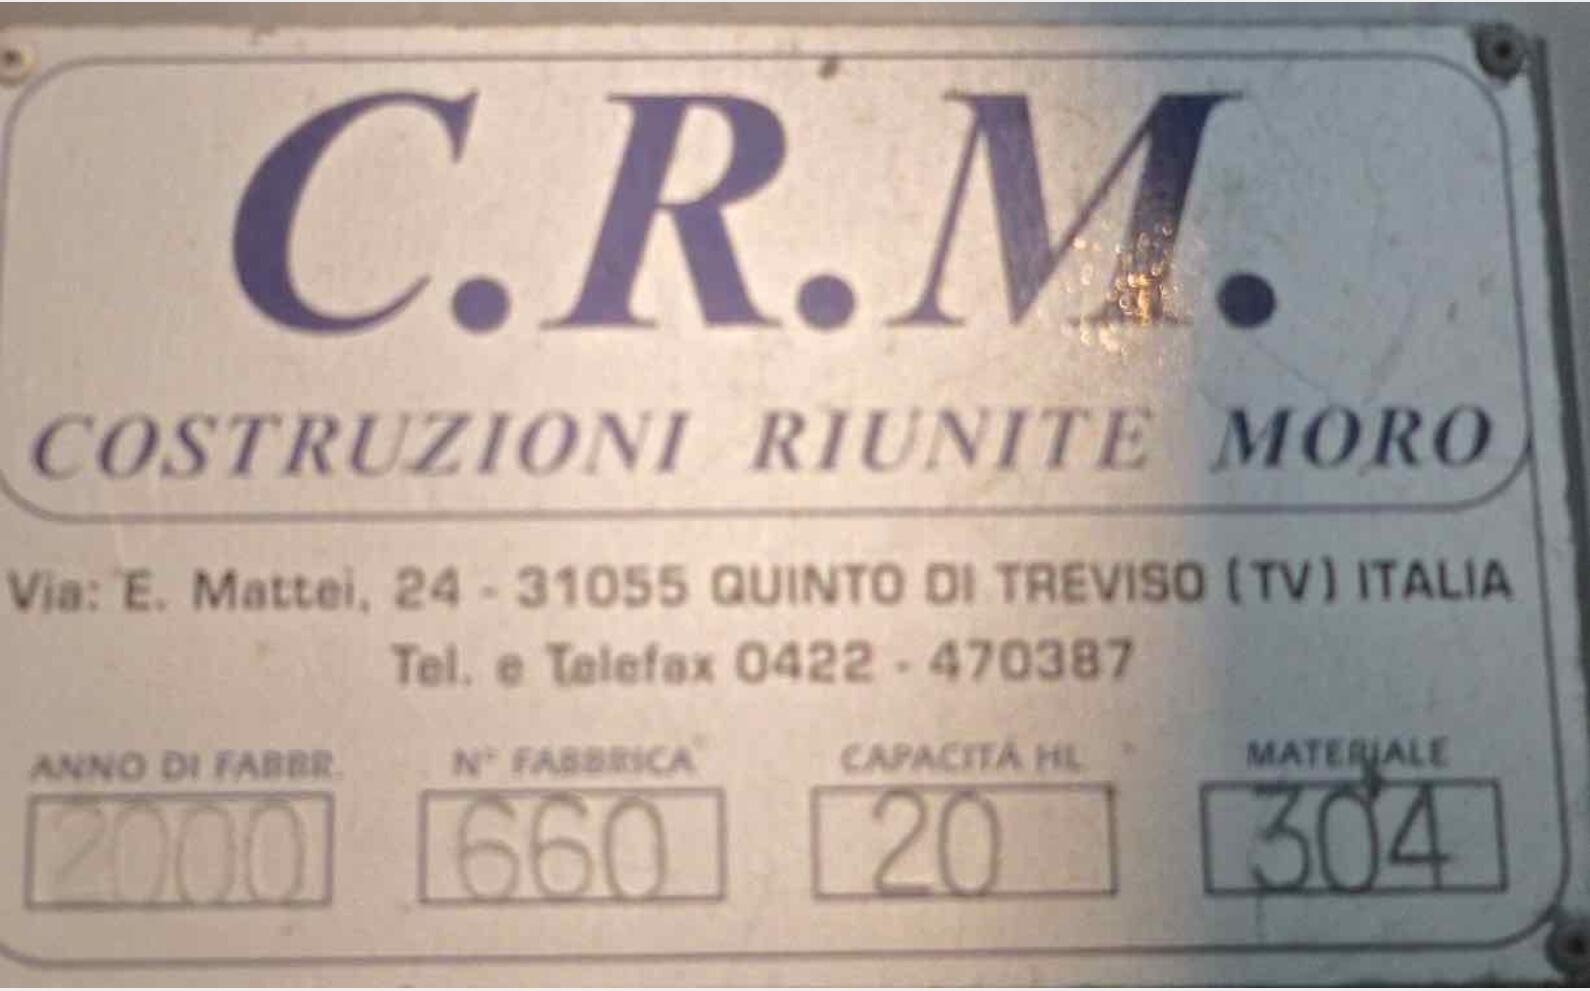 C.R.M.
COSTRUZIONI RIUNITE MORO
Via: E. Mattei, 24 - 31055 QUINTO DI TREVISO (TV) ITALIA
Tel. e Telefax 0422 - 470387
ANNO DI FABBR. N° FABBRICA CAPACITÁ HL MATERIALE
2000 660 20 304